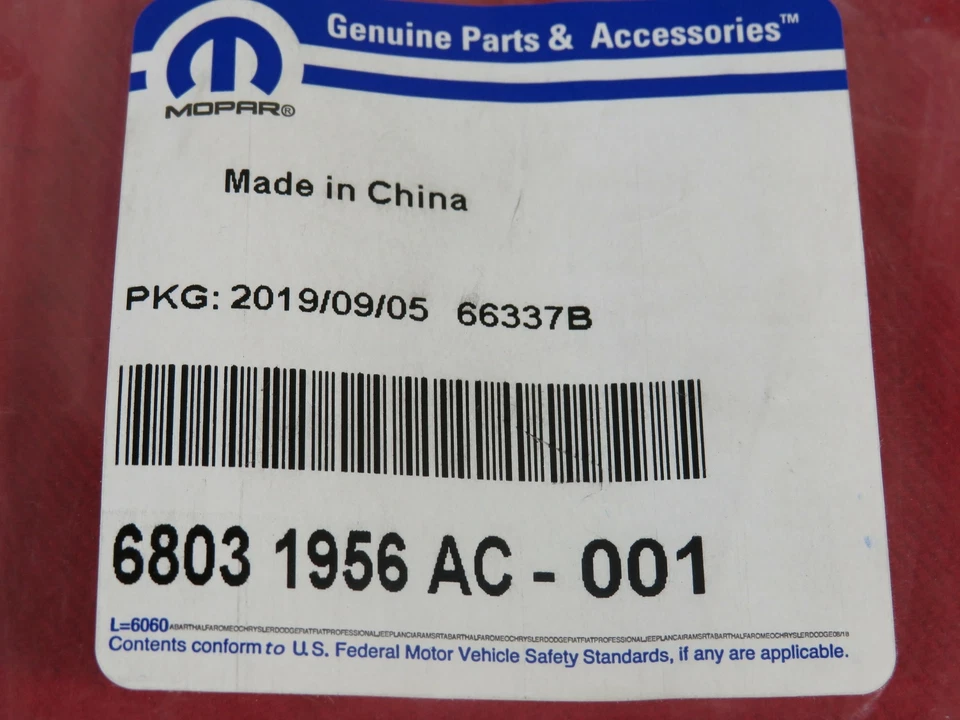 Genuine Parts & Accessories™
MOPAR®
Made in China
PKG: 2019/09/05 66337B
6803 1956 AC - 001
L=6060
Contents conform to U.S. Federal Motor Vehicle Safety Standards, if any are applicable.